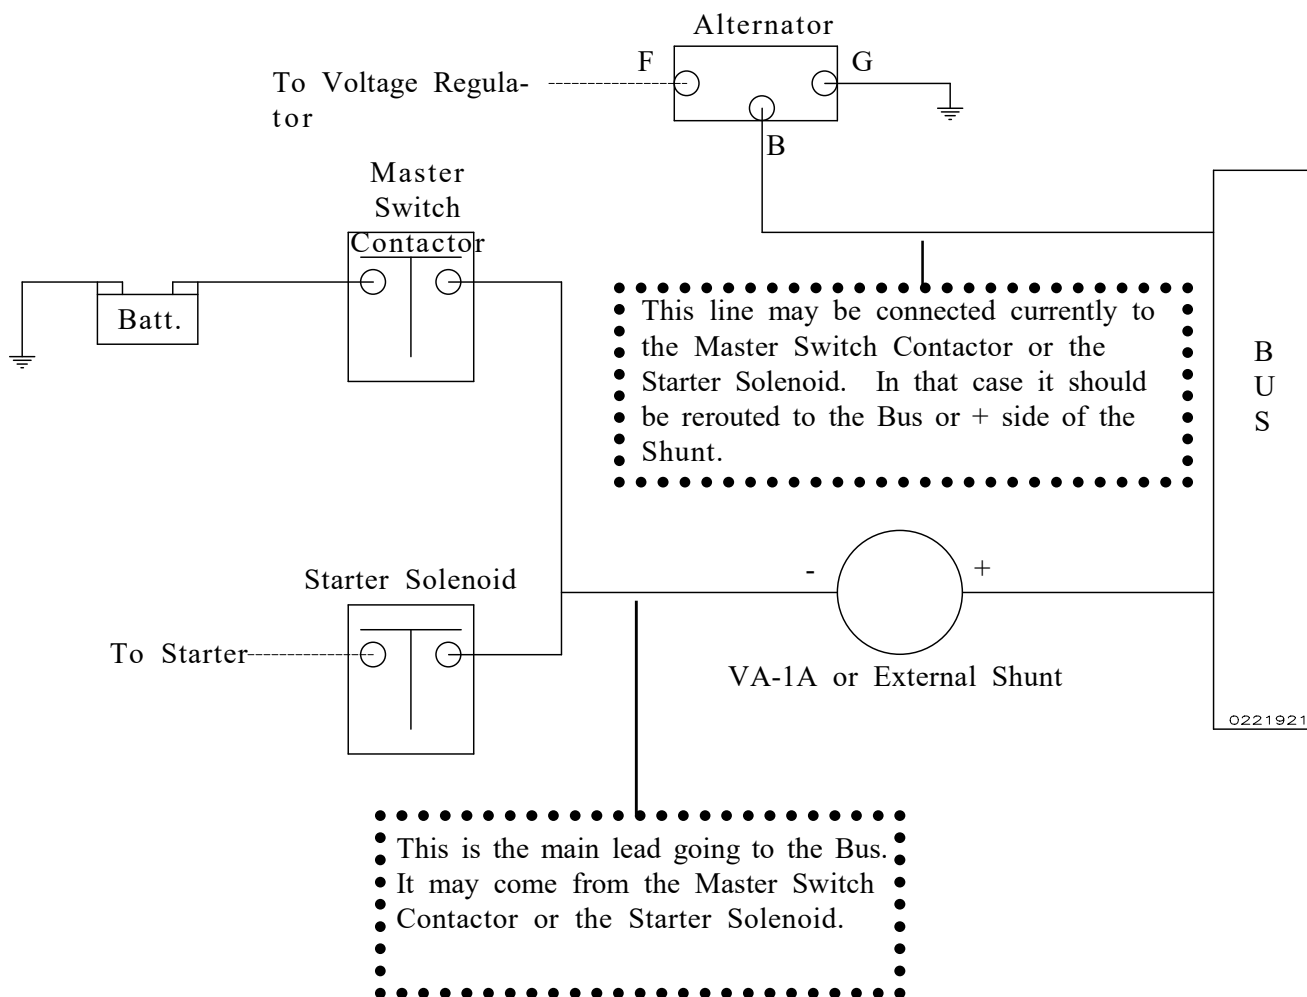 Alternator
F
G
To Voltage Regula-
tor
B
Master
Switch
Contactor
Batt.
This line may be connected currently to
the Master Switch Contactor or the
Starter Solenoid. In that case it should
be rerouted to the Bus or + side of the
Shunt.
B
U
S
- +
Starter Solenoid
To Starter
VA-1A or External Shunt
0221921
This is the main lead going to the Bus.
It may come from the Master Switch
Contactor or the Starter Solenoid.